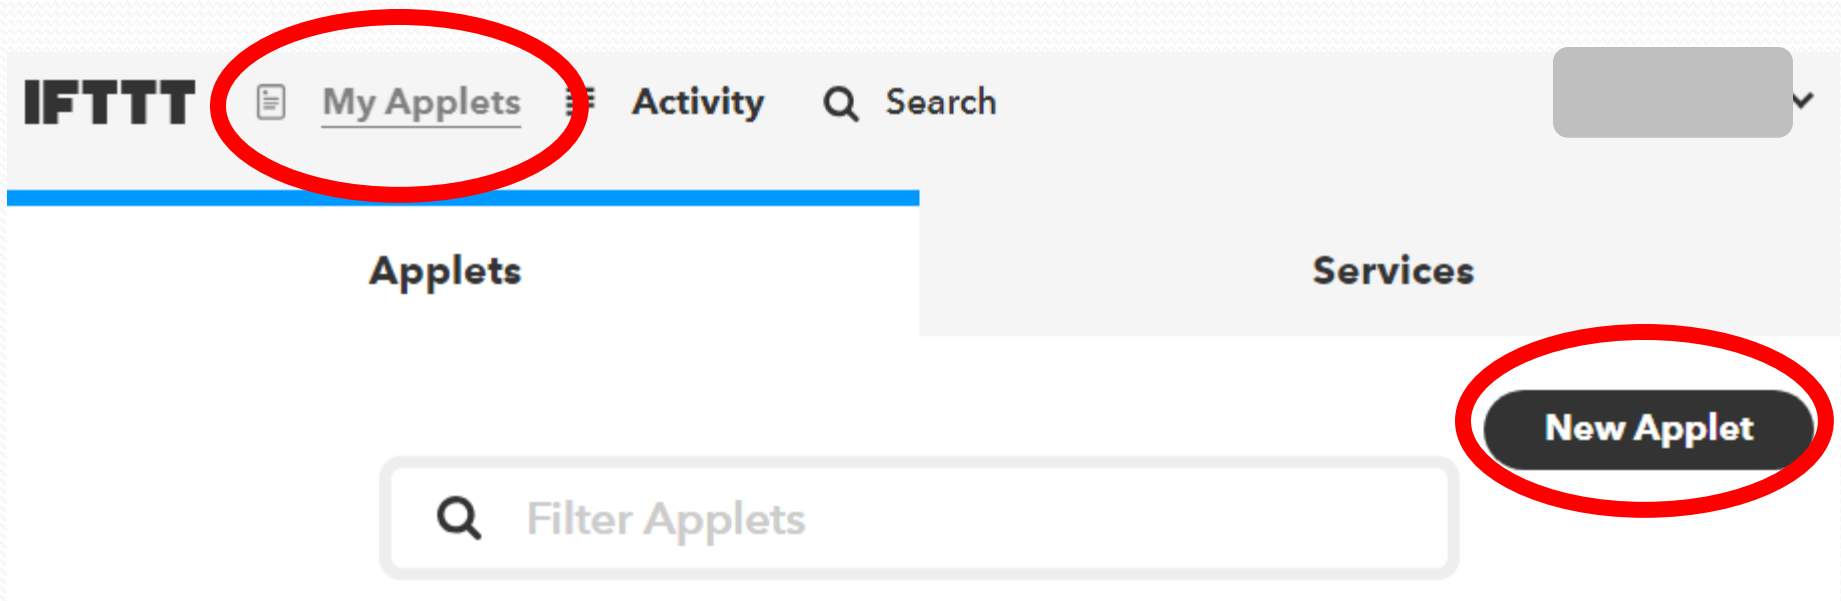 IFTTT My Applets Activity Search
Applets Services
New Applet
Filter Applets